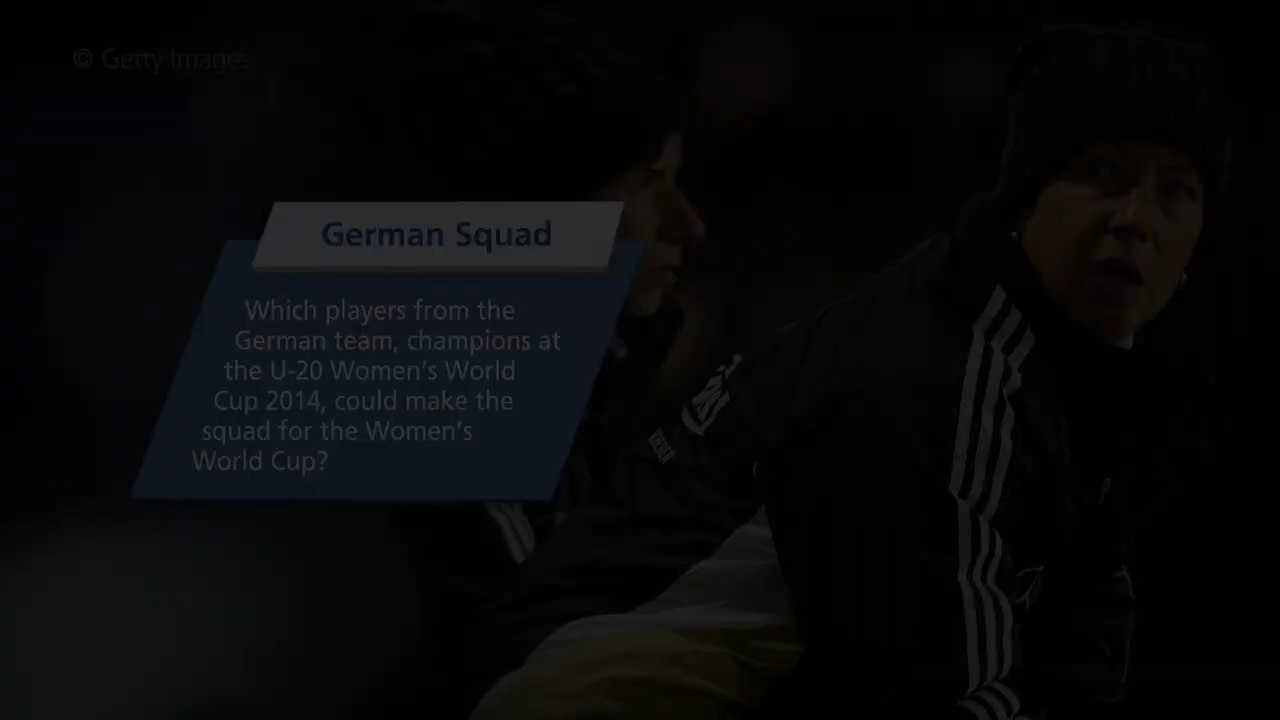 © Getty Images
German Squad
Which players from the
German team, champions at
the U-20 Women's World
Cup 2014, could make the
squad for the Women's
World Cup?